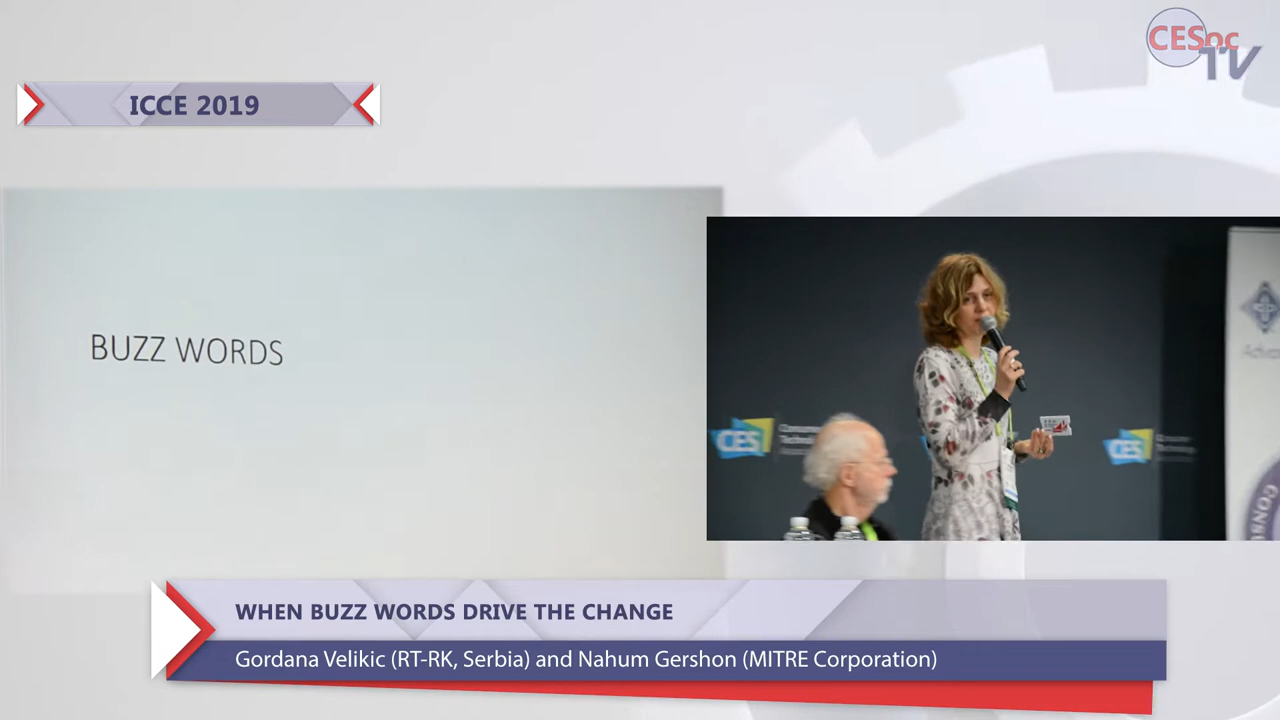 CESoc
TV
ICCE 2019
BUZZ WORDS
CES
CES
WHEN BUZZ WORDS DRIVE THE CHANGE
Gordana Velikic (RT-RK, Serbia) and Nahum Gershon (MITRE Corporation)